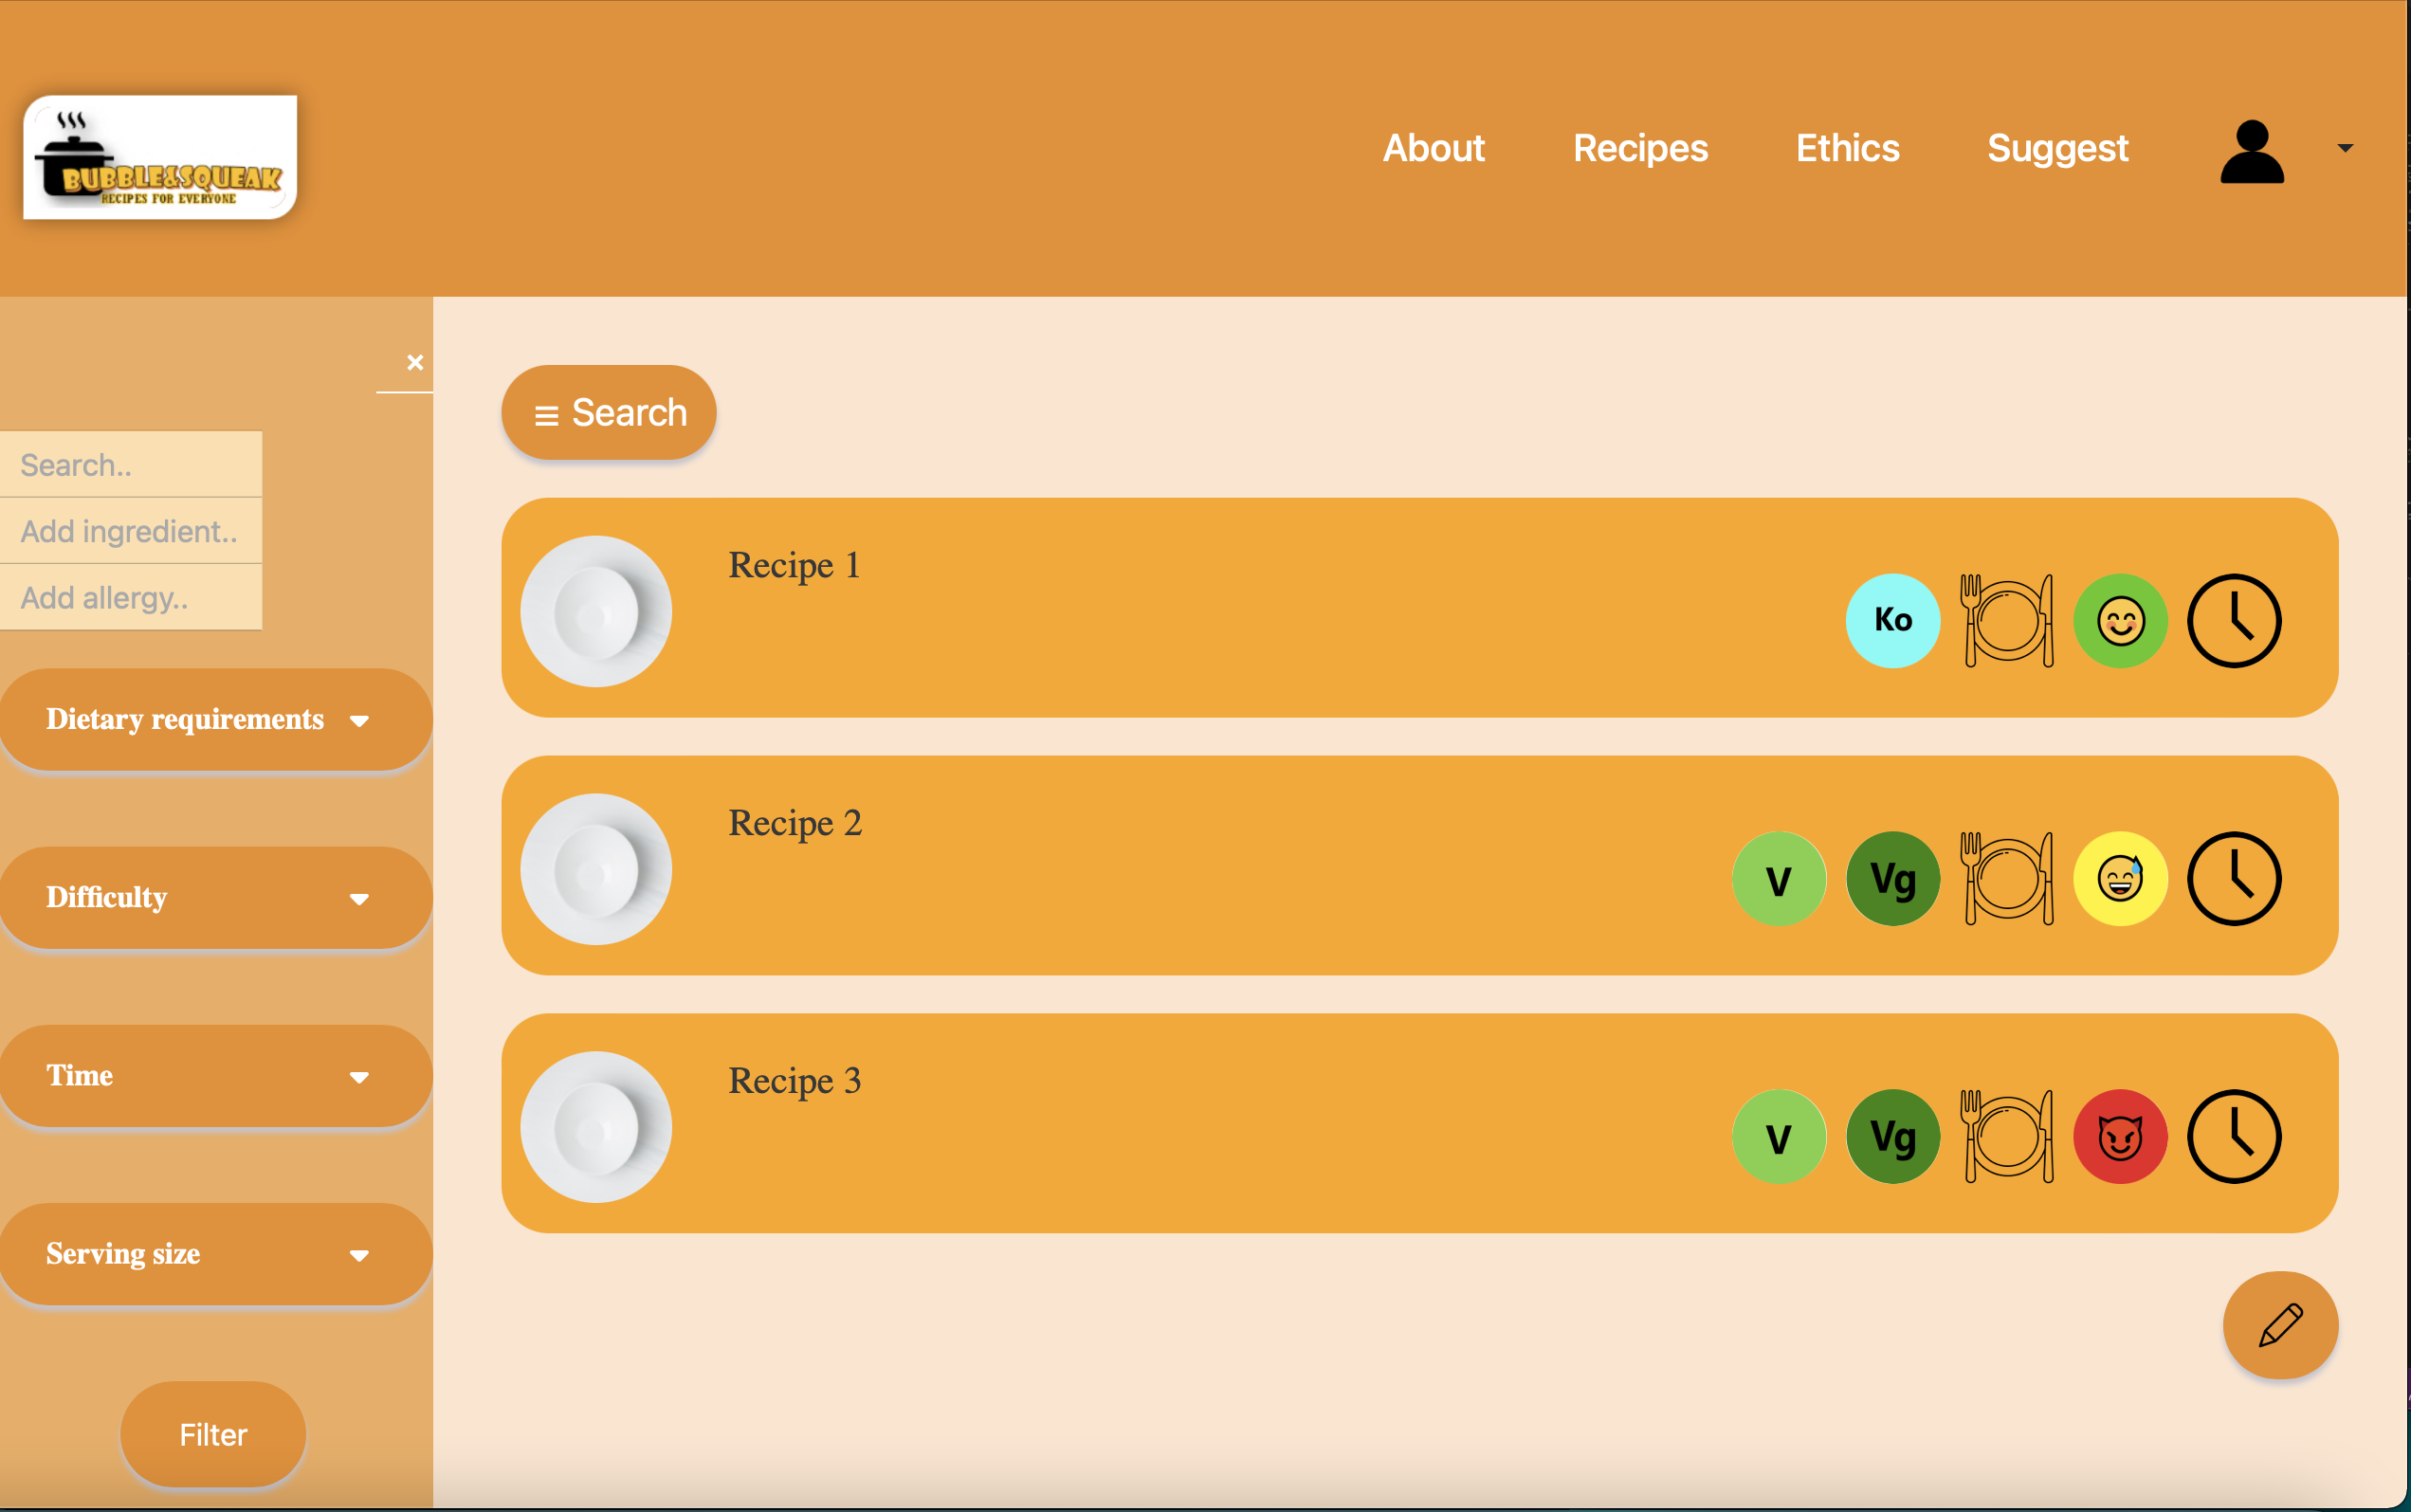 BUBBLE&SQUEAK
RECIPES FOR EVERYONE
About
Recipes
Ethics
Suggest
×
Search..
Add ingredient..
Add allergy..
Dietary requirements
Difficulty
Time
Serving size
Filter
≡ Search
Recipe 1
Ko
Recipe 2
V
Vg
Recipe 3
V
Vg